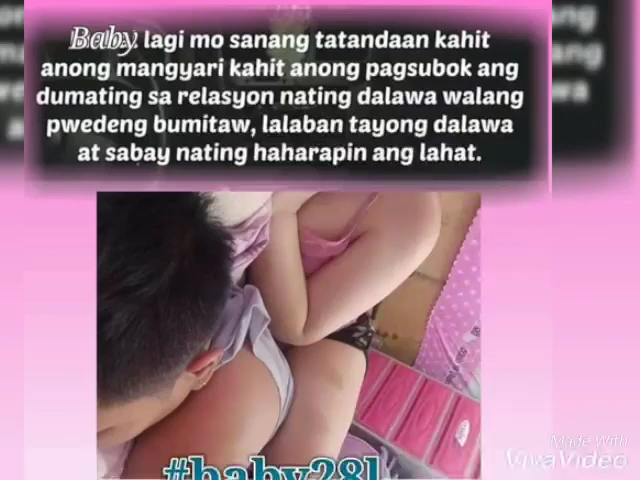 Baby lagi mo sanang tatandaan kahit
anong mangyari kahit anong pagsubok ang
dumating sa relasyon nating dalawa walang
pwedeng bumitaw, lalaban tayong dalawa
at sabay nating haharapin ang lahat.
#baby28l
Made With
VivaVideo